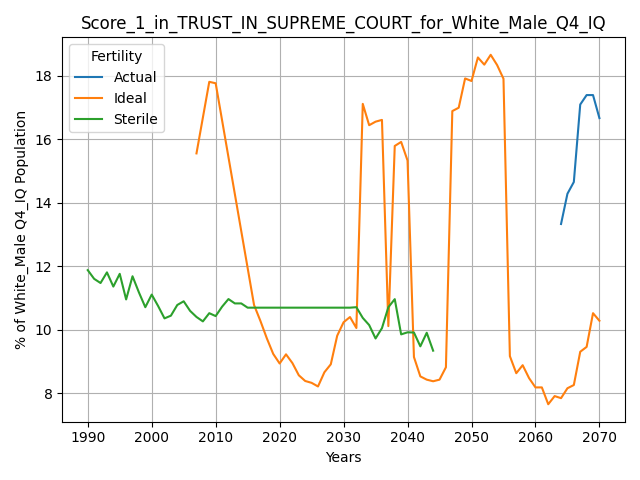 Score_1_in_TRUST_IN_SUPREME_COURT_for_White_Male_Q4_IQ
Fertility
Actual
Ideal
Sterile
% of White_Male Q4_IQ Population
18
16
14
12
10
8
1990 2000 2010 2020 2030 2040 2050 2060 2070
Years